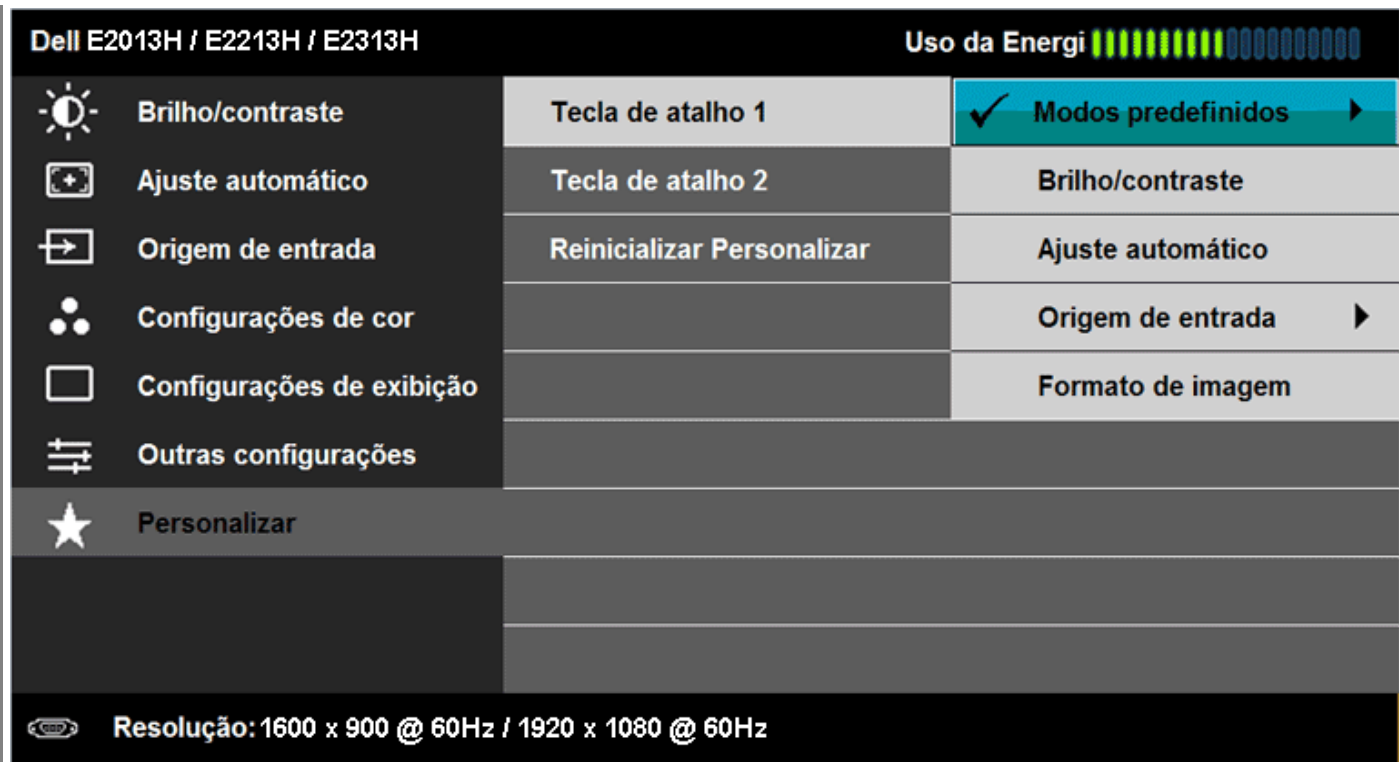 Dell E2013H / E2213H / E2313H Uso da Energi
Brilho/contraste Tecla de atalho 1 Modos predefinidos
Ajuste automático Tecla de atalho 2 Brilho/contraste
Origem de entrada Reinicializar Personalizar Ajuste automático
Configurações de cor Origem de entrada
Configurações de exibição Formato de imagem
Outras configurações
Personalizar
Resolução: 1600 x 900 @ 60Hz / 1920 x 1080 @ 60Hz